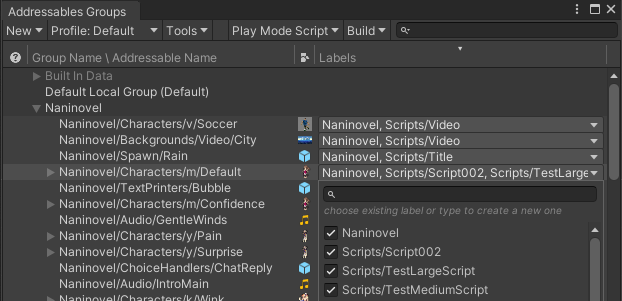 Addressables Groups
New Profile: Default Tools Play Mode Script Build
Group Name \ Addressable Name Labels
Built In Data
Default Local Group (Default)
Naninovel
Naninovel/Characters/v/Soccer Naninovel, Scripts/Video
Naninovel/Backgrounds/Video/City Naninovel, Scripts/Video
Naninovel/Spawn/Rain Naninovel, Scripts/Title
Naninovel/Characters/m/Default Naninovel, Scripts/Script002, Scripts/TestLarge
Naninovel/TextPrinters/Bubble
Naninovel/Characters/m/Confidence choose existing label or type to create a new one
Naninovel/Audio/GentleWinds Naninovel
Naninovel/Characters/y/Pain
Naninovel/Characters/y/Surprise Scripts/Script002
Naninovel/ChoiceHandlers/ChatReply Scripts/TestLargeScript
Naninovel/Audio/IntroMain Scripts/TestMediumScript
Naninovel/Characters/k/Wink